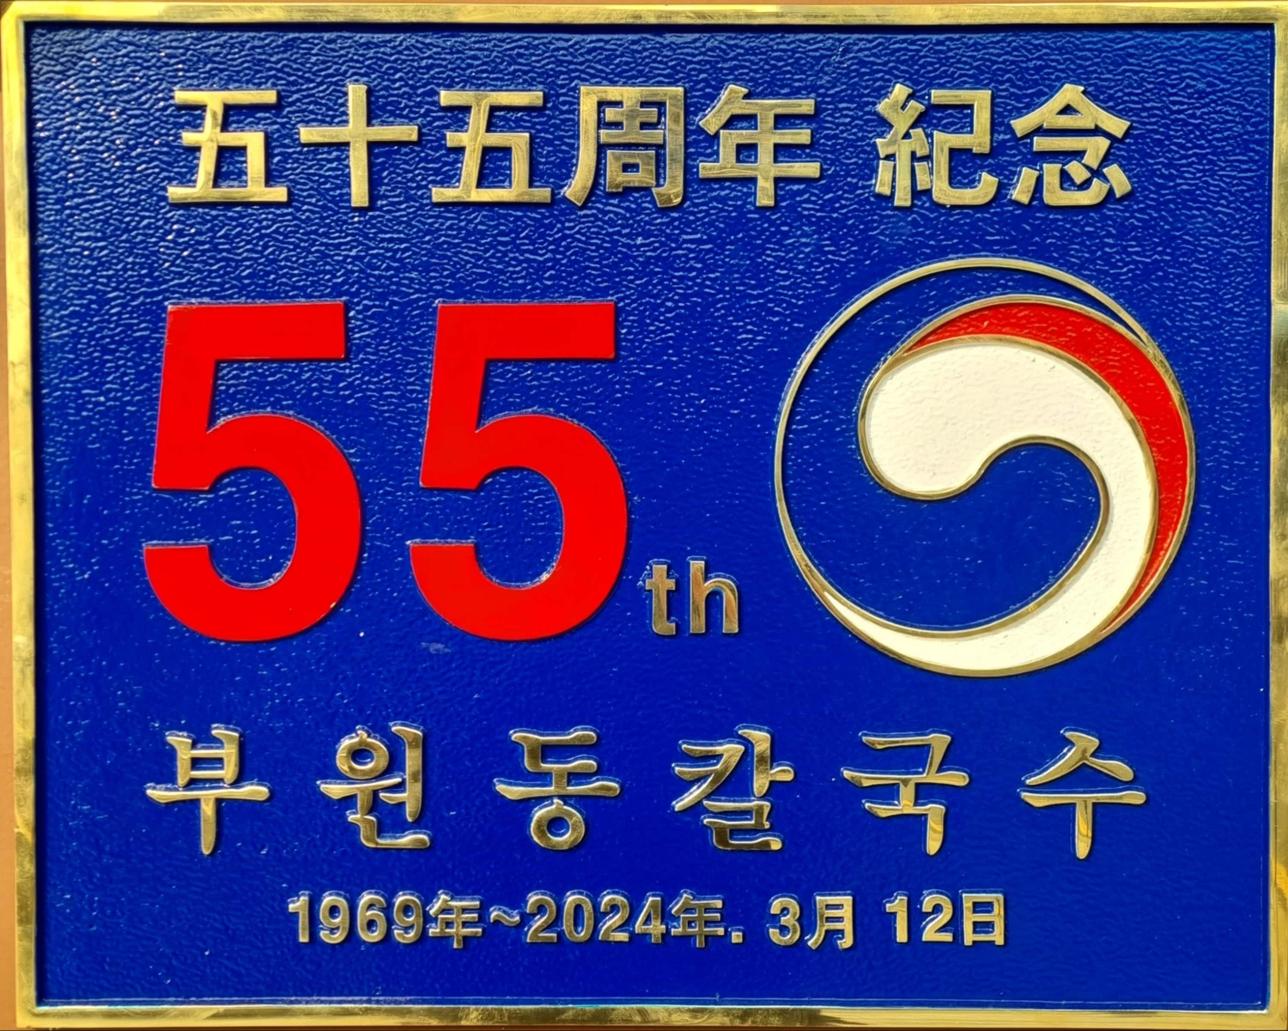 五十五周年 紀念
55th
부원동칼국수
1969年~2024年. 3月 12日